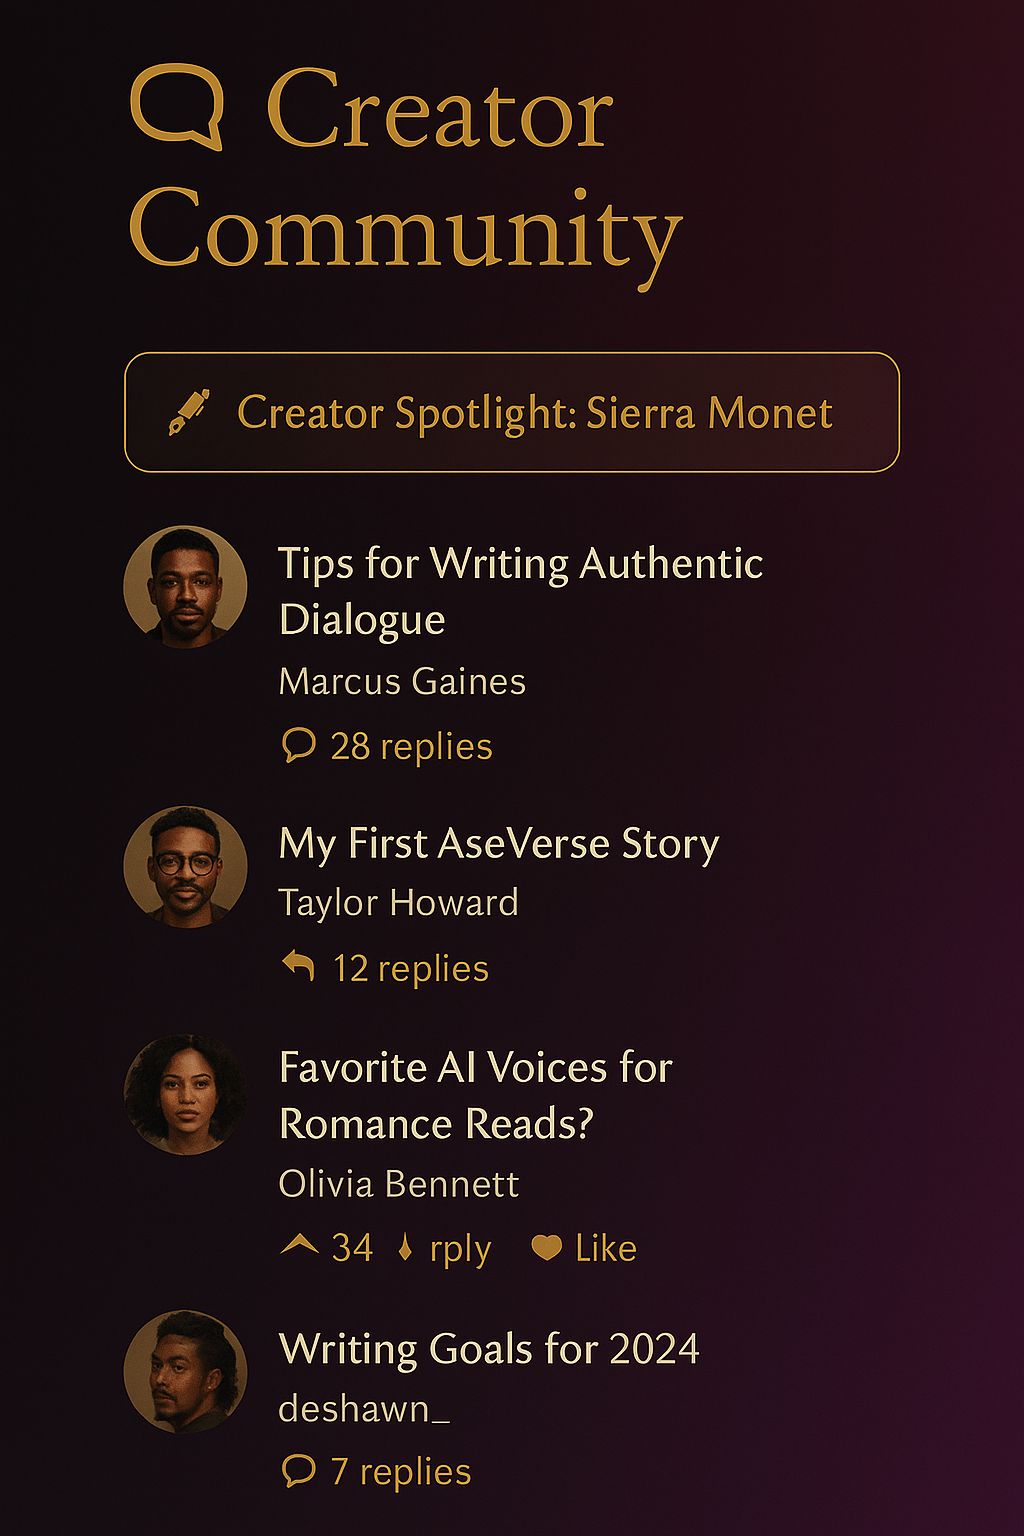 Creator
Community
Creator Spotlight: Sierra Monet
Tips for Writing Authentic
Dialogue
Marcus Gaines
28 replies
My First AseVerse Story
Taylor Howard
12 replies
Favorite AI Voices for
Romance Reads?
Olivia Bennett
34 rply Like
Writing Goals for 2024
deshawn_
7 replies